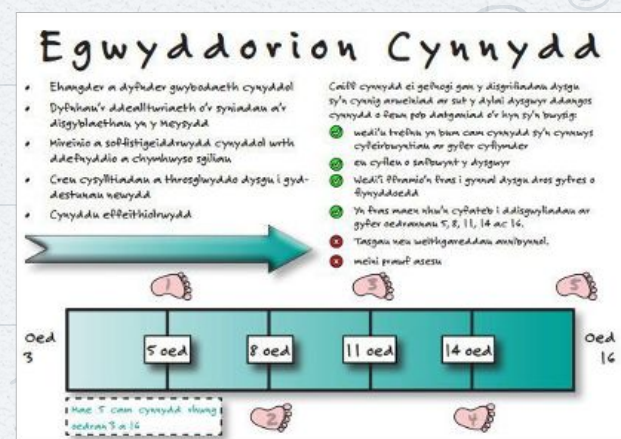 Egwyddorion Cynnydd
Ehangder a dyfnder gwybodaeth cynyddol
Dyfnhau'r ddealltwriaeth o'r syniadau a'r
disgyblaethau yn y Meysydd
Mireinio a soffistigeiddrwydd cynyddol wrth
ddefnyddio a chymhwyso sgiliau
Creu cysylltiadau a throsglwyddo dysgu i gyd-
destunau newydd
Cynyddu effeithiolrwydd
Caiff cynnydd ei gefnogi gan y disgrifiadau dysgu
sy'n cynnig arweiniad ar sut y dylai dysgwyr ddangos
cynnydd o fewn pob datganiad o'r hyn sy'n bwysig:
wedi'u trefnu yn bum cam cynnydd sy'n cynnwys
cyfeirbwyntiau ar gyfer cyflymder
eu cyfleu o safbwynt y dysgwyr
Wedi'i fframio'n fras i gynnal dysgu dros gyfres o
flynyddoedd
Yn fras maen nhw'n cyfateb i ddisgwyliadau ar
gyfer oedrannau 5, 8, 11, 14 ac 16.
Tasgau neu weithgareddau annibynnol.
meini prawf asesu
1
3
5
Oed
3
5 oed
8 oed
11 oed
14 oed
Oed
16
Mae 5 cam cynnydd rhwng
oedran 3 a 16
2
4